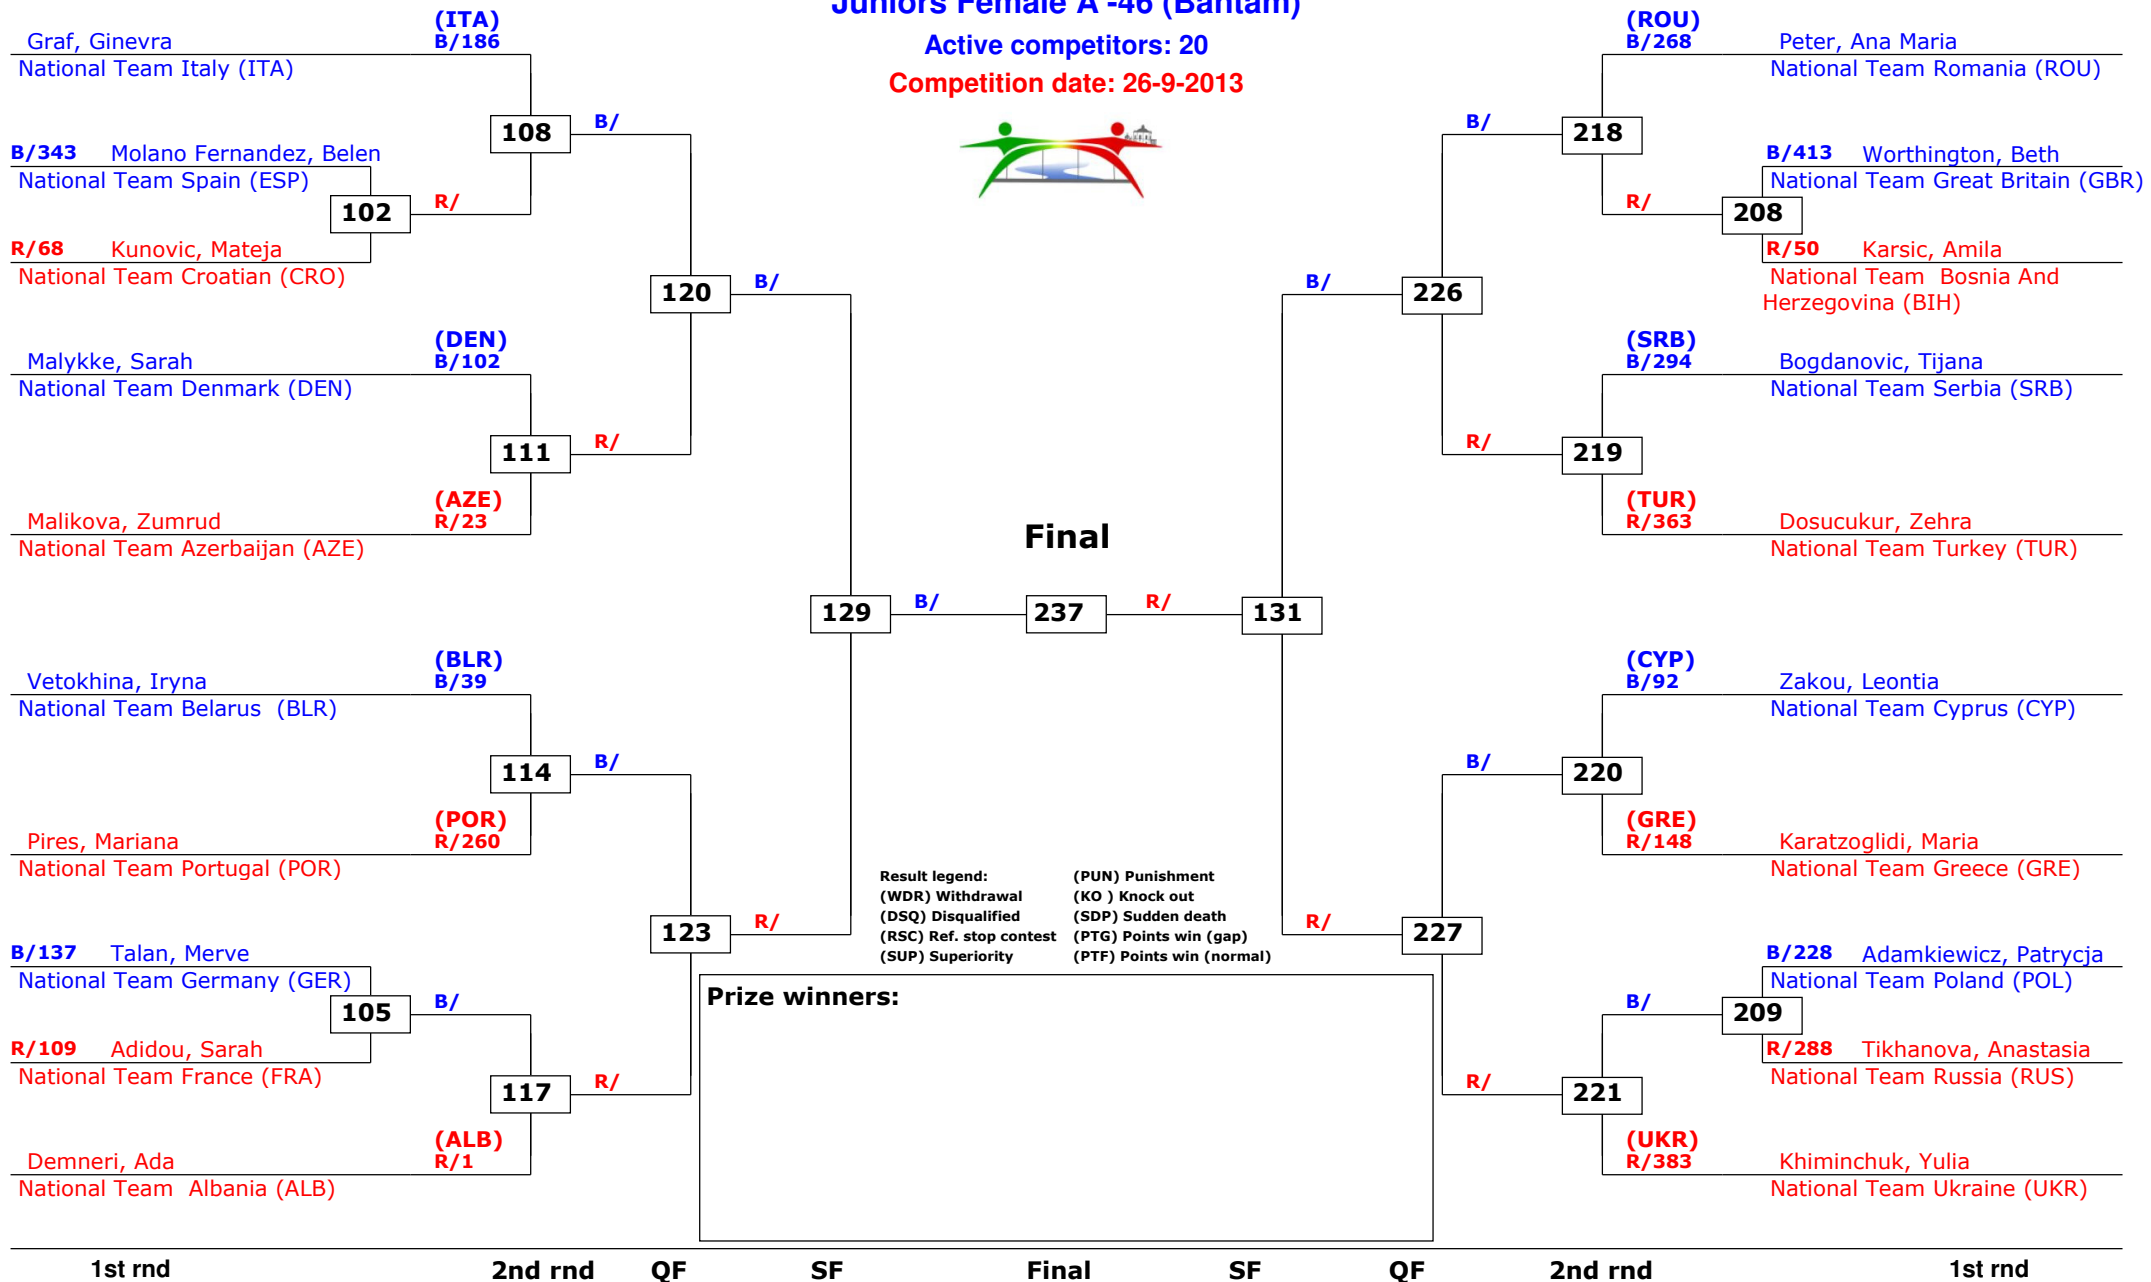 Juniors Female A -46 (Bantam)
Active competitors: 20
Competition date: 26-9-2013
Graf, Ginevra
(ITA)
B/186
National Team Italy (ITA)
108
B/
B/343 Molano Fernandez, Belen
National Team Spain (ESP)
102
R/
R/68 Kunovic, Mateja
National Team Croatian (CRO)
120
B/
(DEN)
Malykke, Sarah
B/102
National Team Denmark (DEN)
111
R/
(AZE)
Malikova, Zumrud
R/23
National Team Azerbaijan (AZE)
129
B/
(BLR)
Vetokhina, Iryna
B/39
National Team Belarus (BLR)
114
B/
(POR)
Pires, Mariana
R/260
National Team Portugal (POR)
123
R/
B/137 Talan, Merve
National Team Germany (GER)
105
B/
R/109 Adidou, Sarah
National Team France (FRA)
117
R/
(ALB)
Demneri, Ada
R/1
National Team Albania (ALB)
Final
237
R/
131
(ROU)
B/268 Peter, Ana Maria
National Team Romania (ROU)
B/
218
B/413 Worthington, Beth
National Team Great Britain (GBR)
R/
208
R/50 Karsic, Amila
National Team Bosnia And
Herzegovina (BIH)
B/
226
(SRB)
B/294 Bogdanovic, Tijana
National Team Serbia (SRB)
R/
219
(TUR)
R/363 Dosucukur, Zehra
National Team Turkey (TUR)
(CYP)
B/92 Zakou, Leontia
National Team Cyprus (CYP)
B/
220
(GRE)
R/148 Karatzoglidi, Maria
National Team Greece (GRE)
R/
227
B/228 Adamkiewicz, Patrycja
National Team Poland (POL)
B/
209
R/288 Tikhanova, Anastasia
National Team Russia (RUS)
R/
221
(UKR)
R/383 Khiminchuk, Yulia
National Team Ukraine (UKR)
Result legend: (PUN) Punishment
(WDR) Withdrawal (KO ) Knock out
(DSQ) Disqualified (SDP) Sudden death
(RSC) Ref. stop contest (PTG) Points win (gap)
(SUP) Superiority (PTF) Points win (normal)
Prize winners:
1st rnd 2nd rnd QF SF Final SF QF 2nd rnd 1st rnd